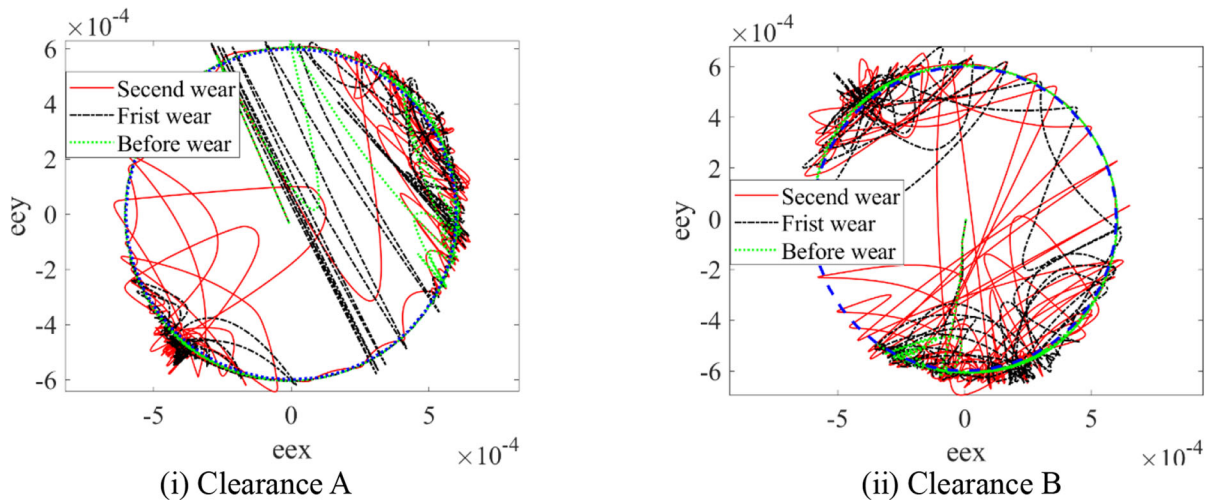 ×10⁻⁴
6
4
2
0
-2
-4
-6
eey
Secend wear
Frist wear
Before wear
-5
0
5
eex
×10⁻⁴
(i) Clearance A
×10⁻⁴
6
4
2
0
-2
-4
-6
eey
Secend wear
Frist wear
Before wear
-5
0
5
eex
×10⁻⁴
(ii) Clearance B